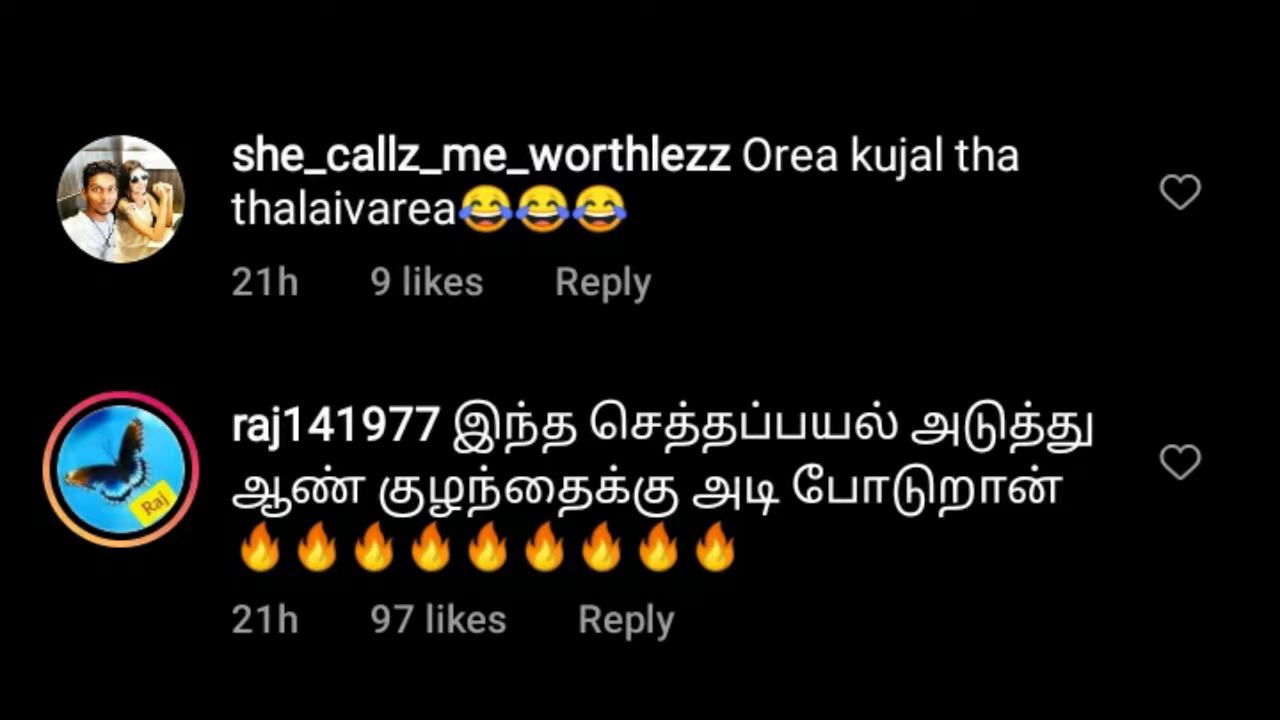 she_callz_me_worthlezz Orea kujal tha
thalaivarea😂😂😂
21h 9 likes Reply
raj141977 இந்த செத்தப்பயல் அடுத்து
ஆண் குழந்தைக்கு அடி போடுறான்
🔥🔥🔥🔥🔥🔥🔥🔥🔥
21h 97 likes Reply
Raj